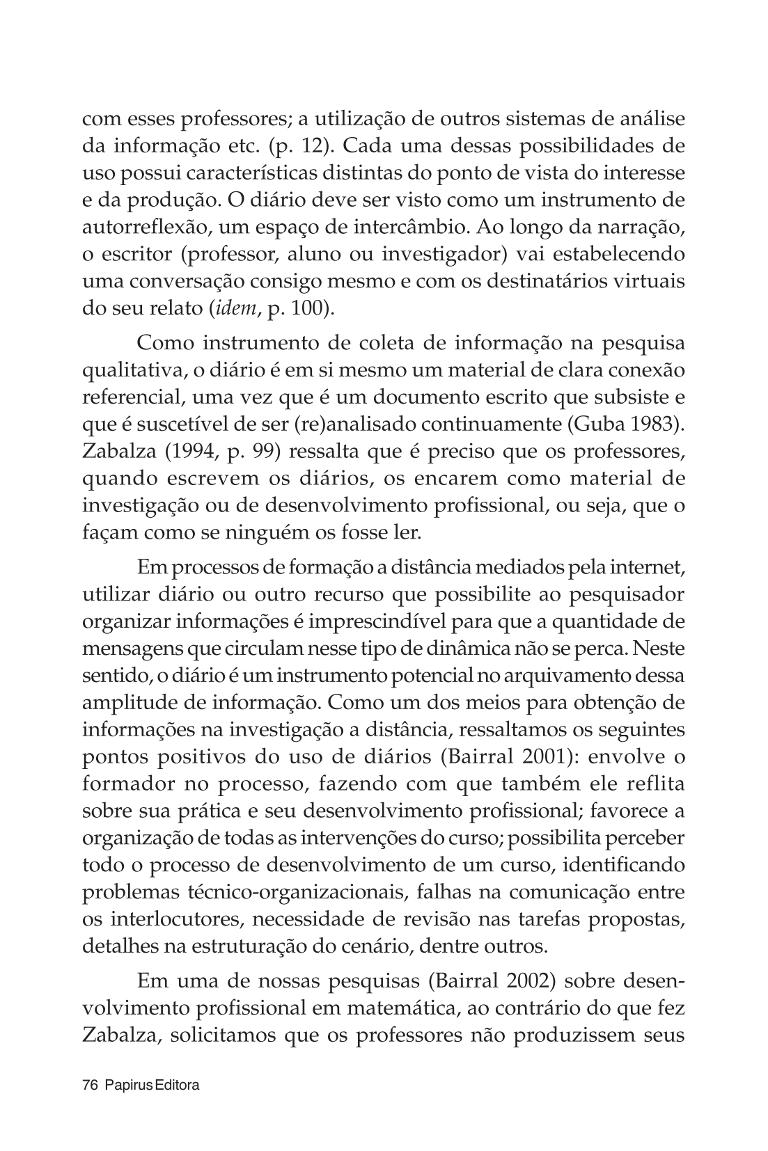 com esses professores; a utilização de outros sistemas de análise
da informação etc. (p. 12). Cada uma dessas possibilidades de
uso possui características distintas do ponto de vista do interesse
e da produção. O diário deve ser visto como um instrumento de
autorreflexão, um espaço de intercâmbio. Ao longo da narração,
o escritor (professor, aluno ou investigador) vai estabelecendo
uma conversação consigo mesmo e com os destinatários virtuais
do seu relato (idem, p. 100).
Como instrumento de coleta de informação na pesquisa
qualitativa, o diário é em si mesmo um material de clara conexão
referencial, uma vez que é um documento escrito que subsiste e
que é suscetível de ser (re)analisado continuamente (Guba 1983).
Zabalza (1994, p. 99) ressalta que é preciso que os professores,
quando escrevem os diários, os encarem como material de
investigação ou de desenvolvimento profissional, ou seja, que o
façam como se ninguém os fosse ler.
Em processos de formação a distância mediados pela internet,
utilizar diário ou outro recurso que possibilite ao pesquisador
organizar informações é imprescindível para que a quantidade de
mensagens que circulam nesse tipo de dinâmica não se perca. Neste
sentido, o diário é um instrumento potencial no arquivamento dessa
amplitude de informação. Como um dos meios para obtenção de
informações na investigação a distância, ressaltamos os seguintes
pontos positivos do uso de diários (Bairral 2001): envolve o
formador no processo, fazendo com que também ele reflita
sobre sua prática e seu desenvolvimento profissional; favorece a
organização de todas as intervenções do curso; possibilita perceber
todo o processo de desenvolvimento de um curso, identificando
problemas técnico-organizacionais, falhas na comunicação entre
os interlocutores, necessidade de revisão nas tarefas propostas,
detalhes na estruturação do cenário, dentre outros.
Em uma de nossas pesquisas (Bairral 2002) sobre desen-
volvimento profissional em matemática, ao contrário do que fez
Zabalza, solicitamos que os professores não produzissem seus
76 Papirus Editora